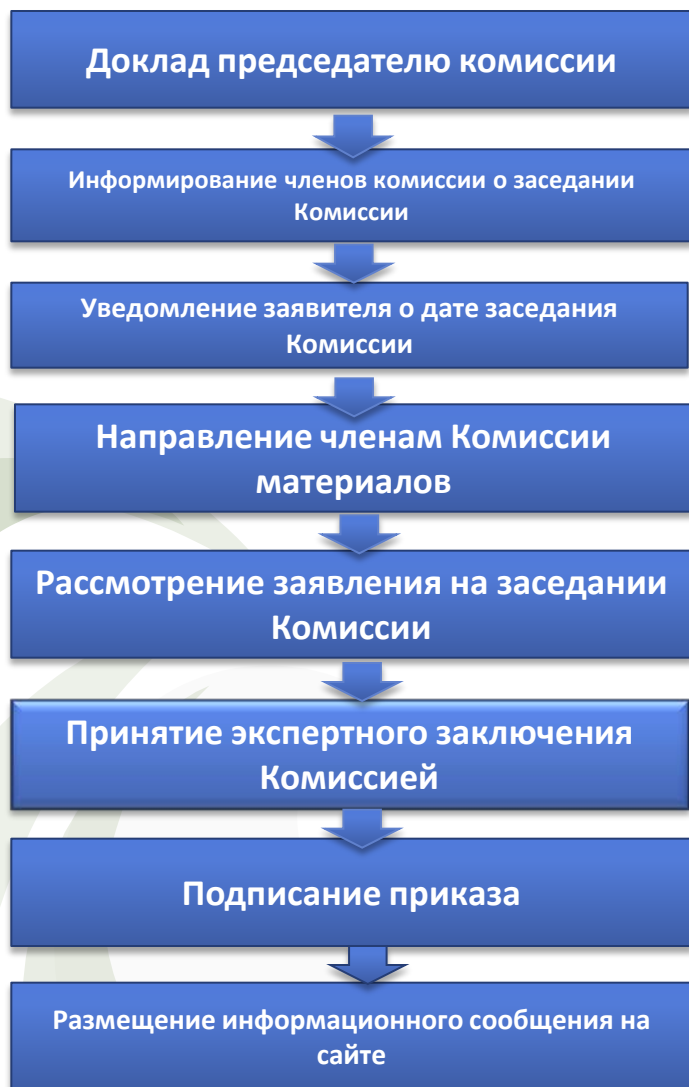 Доклад председателю комиссии
Информирование членов комиссии о заседании
Комиссии
Уведомление заявителя о дате заседания
Комиссии
Направление членам Комиссии
материалов
Рассмотрение заявления на заседании
Комиссии
Принятие экспертного заключения
Комиссией
Подписание приказа
Размещение информационного сообщения на
сайте